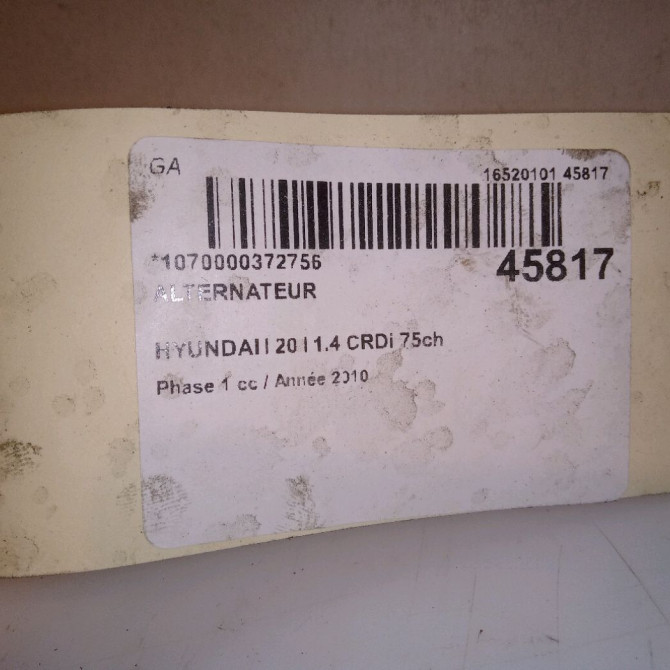 GA
16520101 45817
*1070000372756
45817
ALTERNATEUR
HYUNDAI I 20 I 1.4 CRDi 75ch
Phase 1 cc / Année 2010